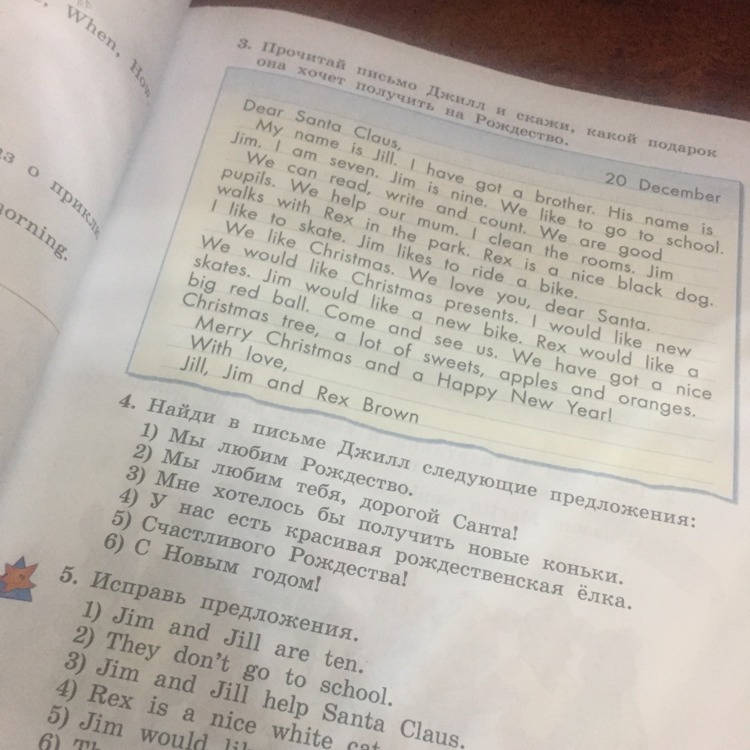 When, How
з о
morning.
3. Прочитай письмо Джилл и скажи, какой подарок
она хочет получить на Рождество.
20 December
Dear Santa Claus,
My name is Jill. I have got a brother. His name is
Jim. I am seven. Jim is nine. We like to go to school.
We can read, write and count. We are good
pupils. We help our mum. I clean the rooms. Jim
walks with Rex in the park. Rex is a nice black dog.
I like to skate. Jim likes to ride a bike.
We like Christmas. We love you, dear Santa.
We would like Christmas presents. I would like new
skates. Jim would like a new bike. Rex would like a
big red ball. Come and see us. We have got a nice
Christmas tree, a lot of sweets, apples and oranges.
Merry Christmas and a Happy New Year!
With love,
Jill, Jim and Rex Brown
4. Найди в письме Джилл следующие предложения:
1) Мы любим Рождество.
2) Мы любим тебя, дорогой Санта!
3) Мне хотелось бы получить новые коньки.
4) У нас есть красивая рождественская ёлка.
5) Счастливого Рождества!
6) С Новым годом!
5. Исправь предложения.
1) Jim and Jill are ten.
2) They don't go to school.
3) Jim and Jill help Santa Claus.
4) Rex is a nice white cat
5) Jim would
6)